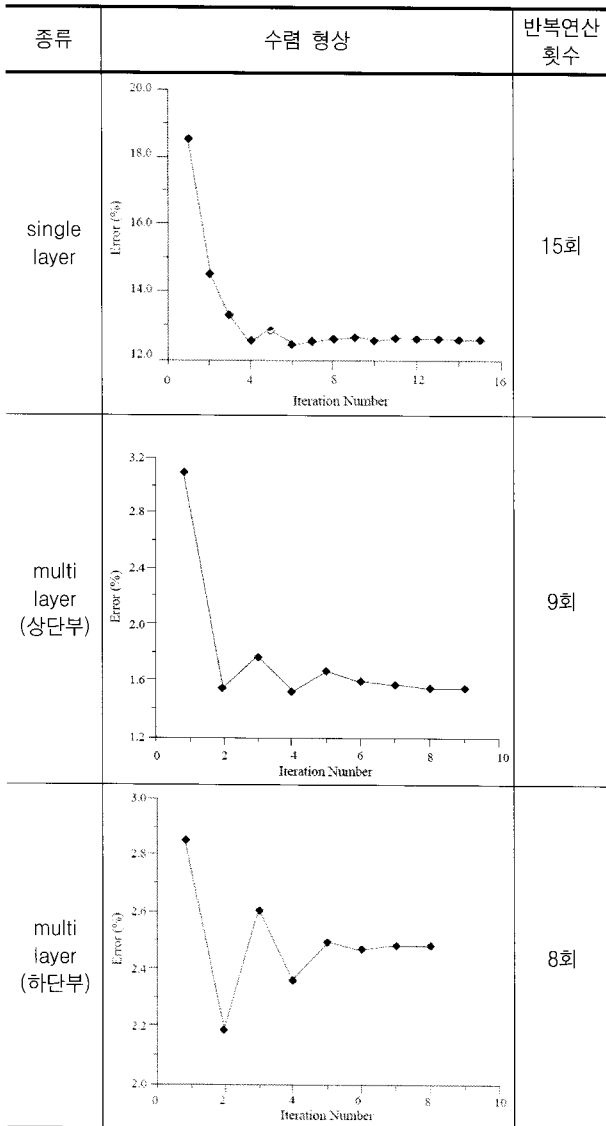 종류
수렴 형상
반복연산
횟수
single
layer
Error (%)
20.0
18.0
16.0
14.0
12.0
0
4
8
12
16
Iteration Number
15회
multi
layer
(상단부)
Error (%)
3.2
2.8
2.4
2.0
1.6
1.2
0
2
4
6
8
10
Iteration Number
9회
multi
layer
(하단부)
Error (%)
3.0
2.8
2.6
2.4
2.2
2.0
0
2
4
6
8
10
Iteration Number
8회